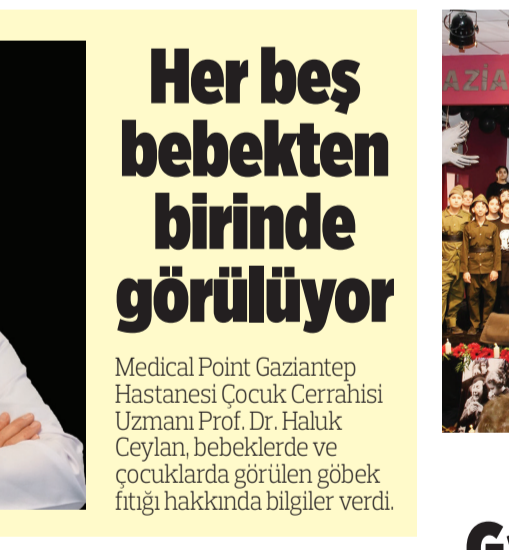 Her beş
bebekten
birinde
görülüyor
Medical Point Gaziantep
Hastanesi Çocuk Cerrahisi
Uzmanı Prof. Dr. Haluk
Ceylan, bebeklerde ve
çocuklarda görülen göbek
fıtığı hakkında bilgiler verdi.
AZİA